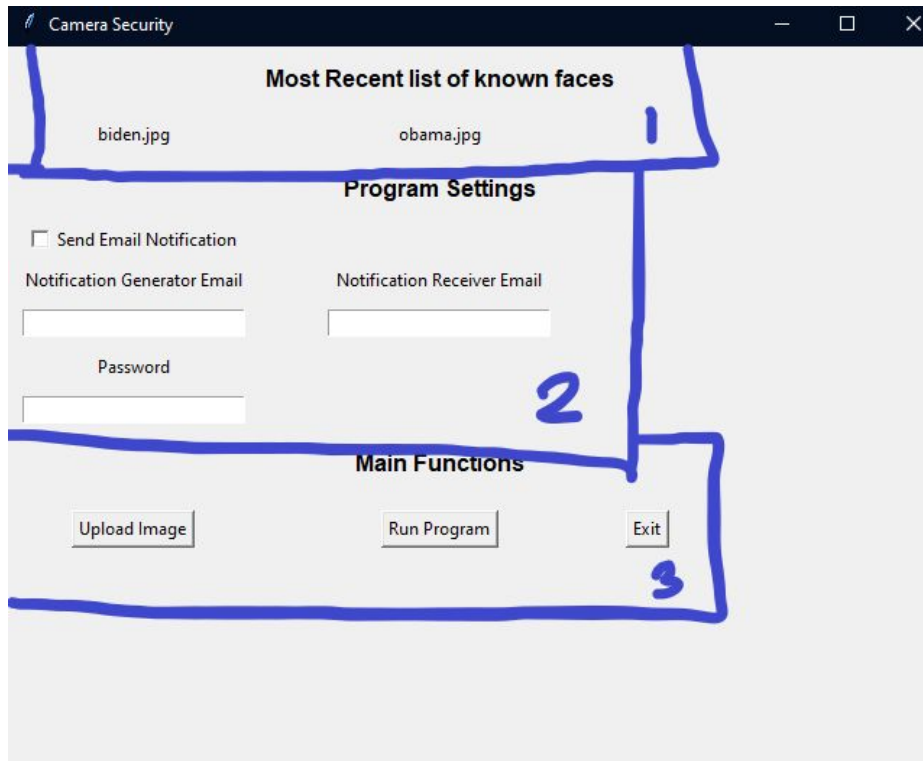 Camera Security
Most Recent list of known faces
biden.jpg obama.jpg 1
Program Settings
Send Email Notification
Notification Generator Email Notification Receiver Email
Password
2
Main Functions
Upload Image Run Program Exit
3